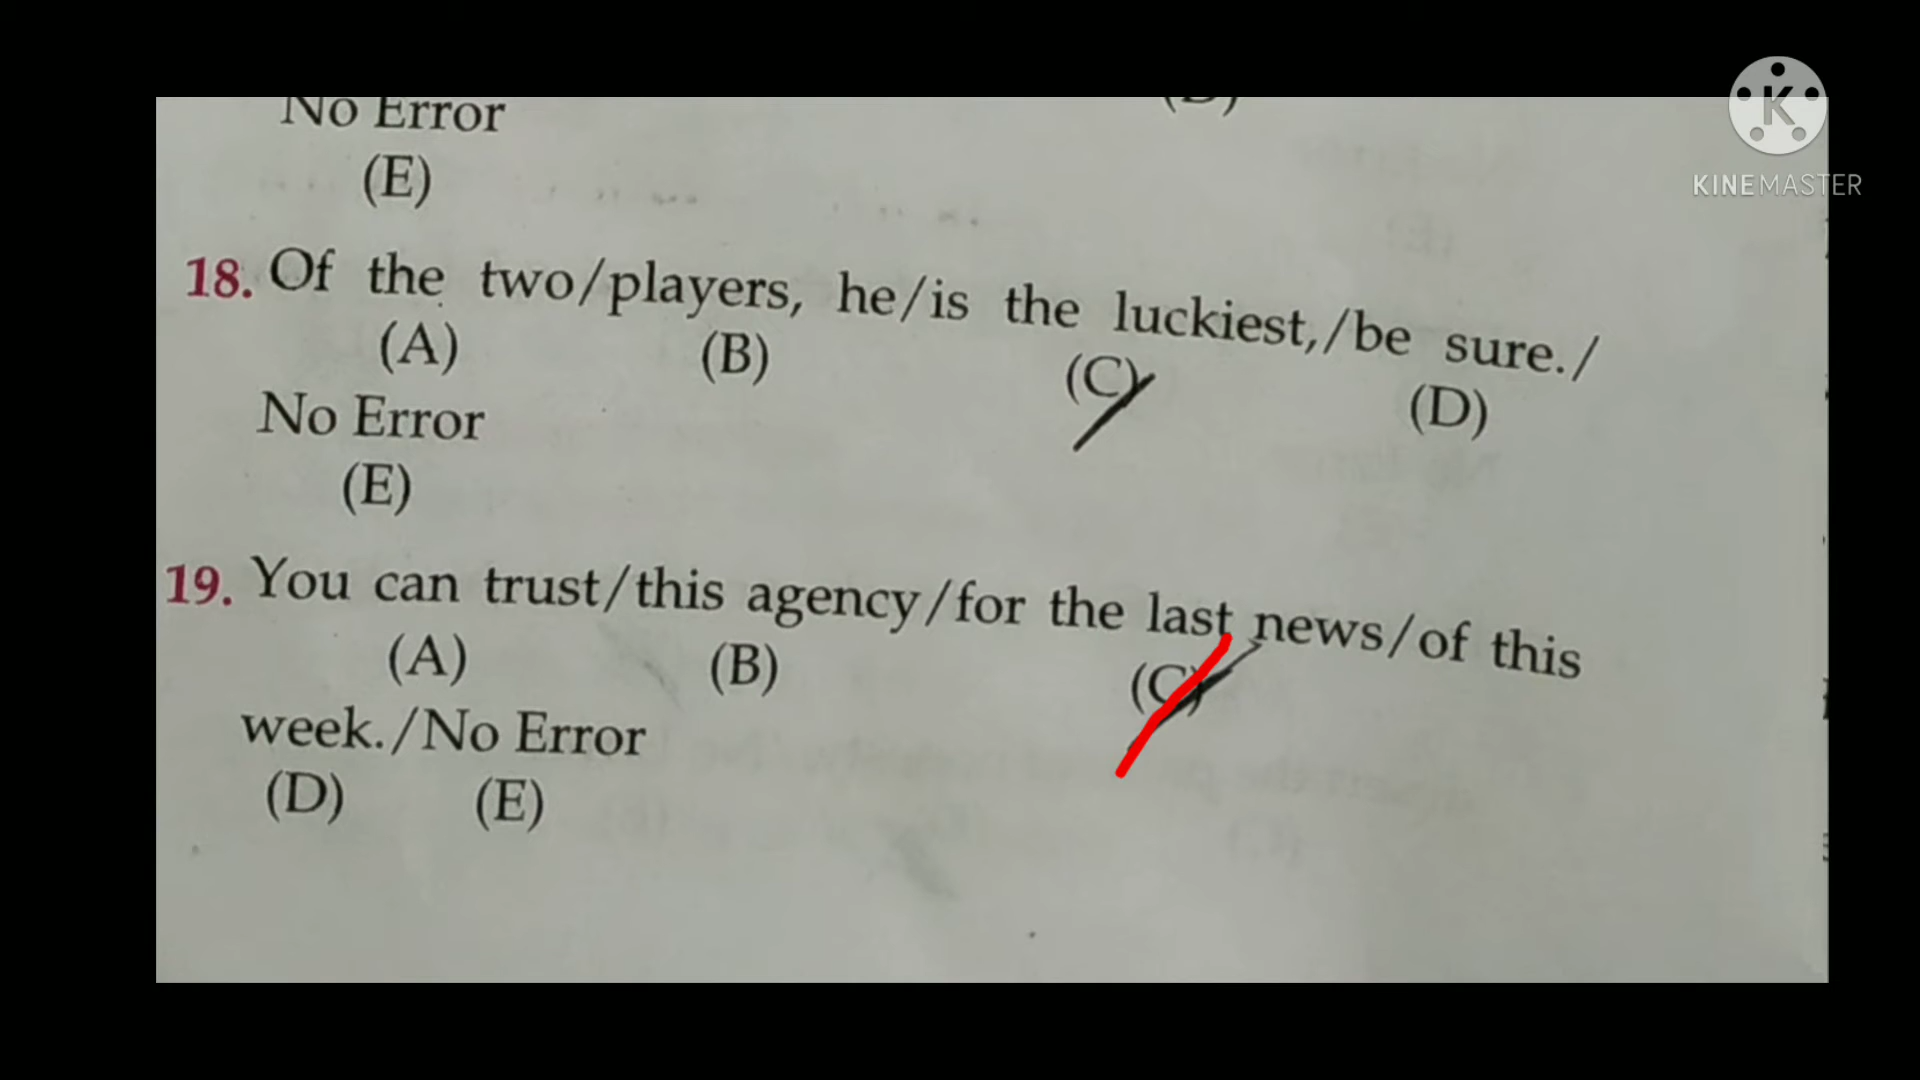 No Error
(D)
(E)
K
KINEMASTER
18. Of the two/players, he/is the luckiest,/be sure./
(A) (B) (C) (D)
No Error
(E)
19. You can trust/this agency/for the last news/of this
(A) (B) (C)
week./No Error
(D) (E)